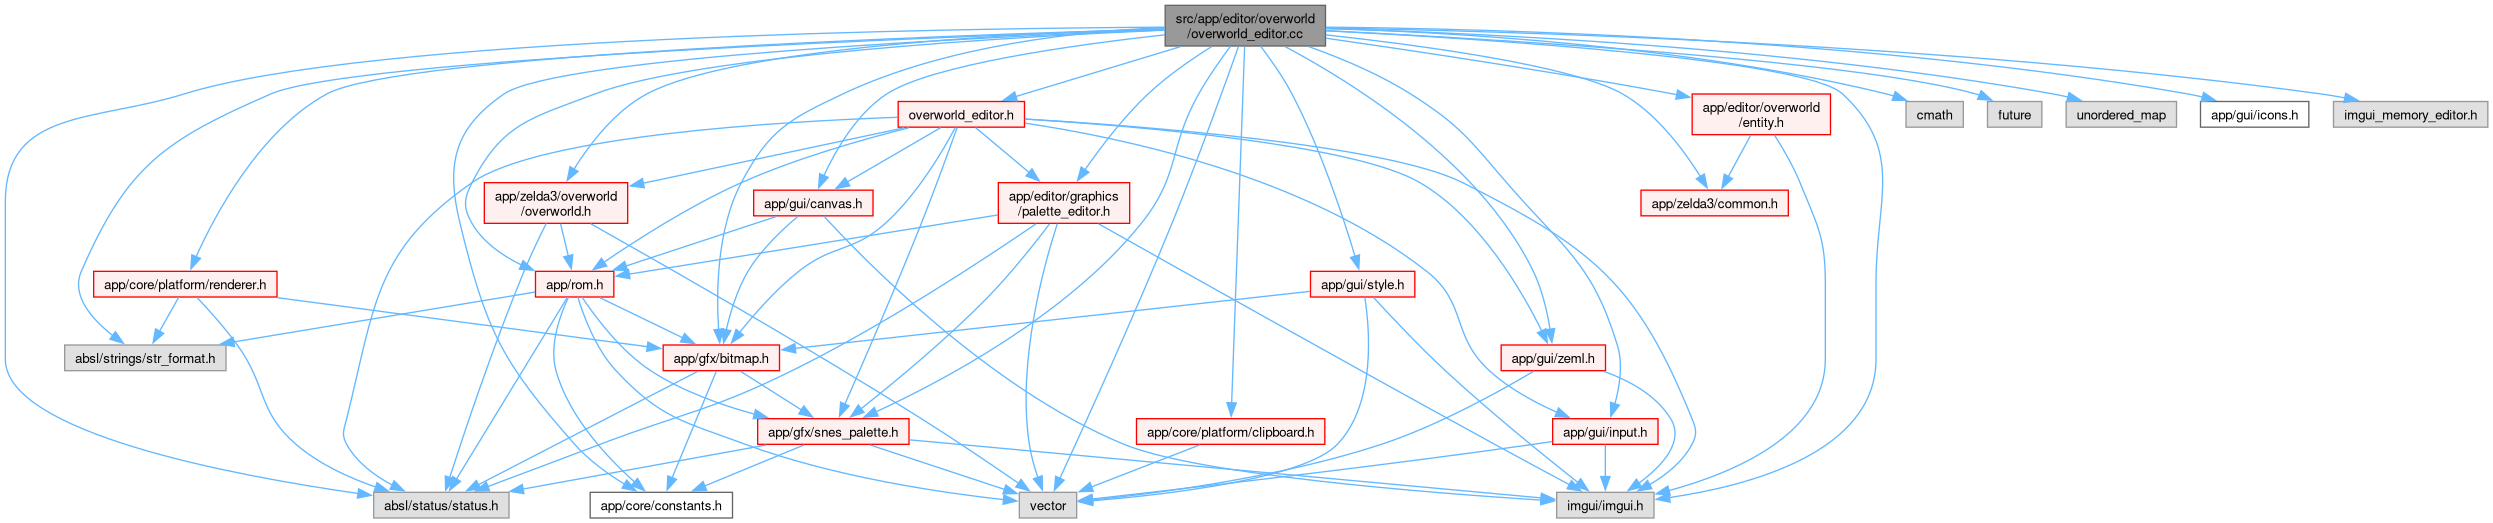 src/app/editor/overworld
/overworld_editor.cc
overworld_editor.h
app/editor/overworld
/entity.h
cmath
future
unordered_map
app/gui/icons.h
imgui_memory_editor.h
app/zelda3/overworld
/overworld.h
app/gui/canvas.h
app/editor/graphics
/palette_editor.h
app/zelda3/common.h
app/core/platform/renderer.h
app/rom.h
app/gui/style.h
absl/strings/str_format.h
app/gfx/bitmap.h
app/gui/zeml.h
app/gfx/snes_palette.h
app/core/platform/clipboard.h
app/gui/input.h
absl/status/status.h
app/core/constants.h
vector
imgui/imgui.h